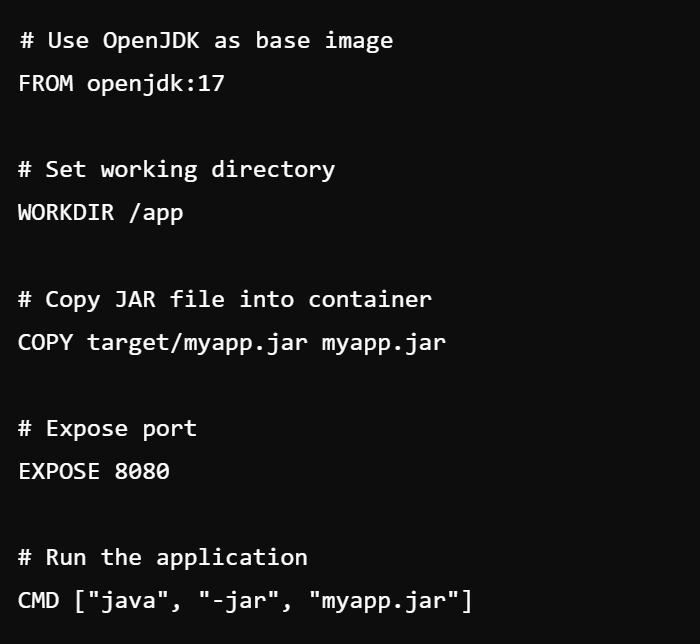 # Use OpenJDK as base image
FROM openjdk:17
# Set working directory
WORKDIR /app
# Copy JAR file into container
COPY target/myapp.jar myapp.jar
# Expose port
EXPOSE 8080
# Run the application
CMD ["java", "-jar", "myapp.jar"]